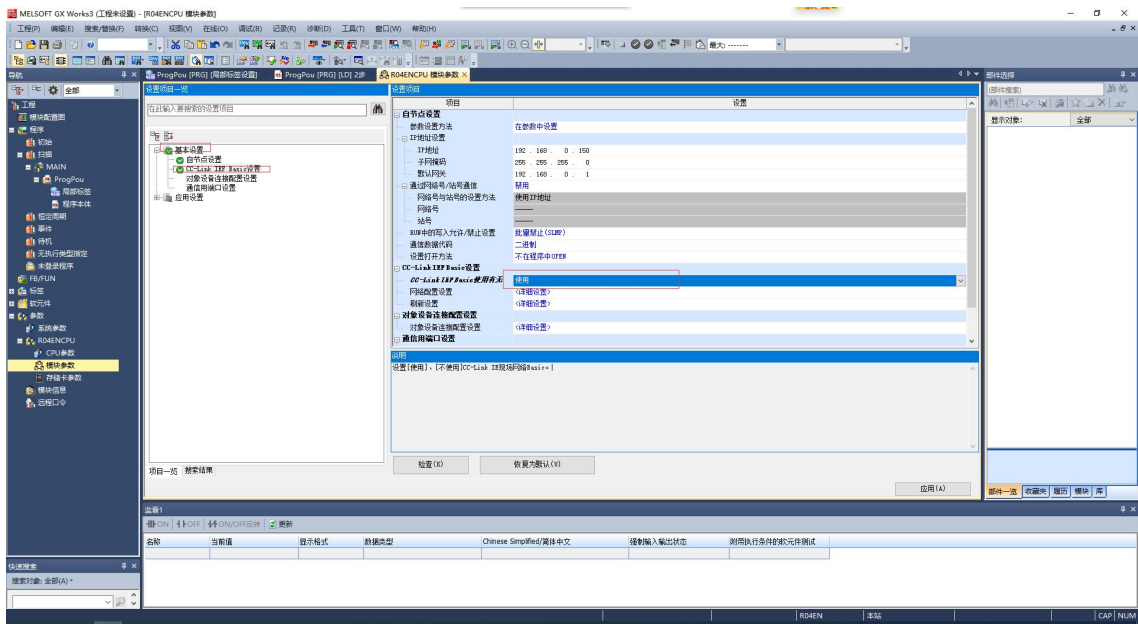 MELSOFT GX Works3 (工程未设置) - [R04ENCPU 模块参数]
工程(P) 编辑(E) 搜索/替换(F) 转换(C) 视图(V) 在线(O) 调试(B) 记录(R) 诊断(D) 工具(T) 窗口(W) 帮助(H)
最大: --------
导航
全部
工程
模块配置图
程序
初始
扫描
MAIN
ProgPou
局部标签
程序本体
恒定周期
事件
待机
无执行类型指定
未登录程序
FB/FUN
标签
软元件
参数
系统参数
R04ENCPU
CPU参数
模块参数
存储卡参数
模块信息
远程口令
快速搜索
搜索对象: 全部(A)
ProgPou [PRG] [局部标签设置]
ProgPou [PRG] [LD] 2步
R04ENCPU 模块参数
设置项目一览
在此输入要搜索的设置项目
基本设置
自节点设置
CC-Link IEF Basic设置
对象设备连接配置设置
通信用端口设置
应用设置
项目一览 搜索结果
设置项目
项目 设置
自节点设置
参数设置方法 在参数中设置
IP地址设置
IP地址 192 . 168 . 0 . 150
子网掩码 255 . 255 . 255 . 0
默认网关 192 . 168 . 0 . 1
通过网络号/站号通信 禁用
网络号与站号的设置方法 使用IP地址
网络号
站号
RUN中的写入允许/禁止设置 批量禁止(SLMP)
通信数据代码 二进制
设置打开方法 不在程序中OPEN
CC-Link IEF Basic设置
CC-Link IEF Basic使用有无 使用
网络配置设置 <详细设置>
刷新设置 <详细设置>
对象设备连接配置设置
对象设备连接配置设置 <详细设置>
通信用端口设置
说明
设置[使用]、[不使用]CC-Link IE现场网络Basic。
检查(K) 恢复为默认(U)
应用(A)
部件选择
(部件搜索)
显示对象: 全部
部件一览 收藏夹 履历 模块 库
监看1
ON OFF ON/OFF反转 更新
名称 当前值 显示格式 数据类型 Chinese Simplified/简体中文 强制输入输出状态 附带执行条件的软元件测试
R04EN 本站 CAP NUM